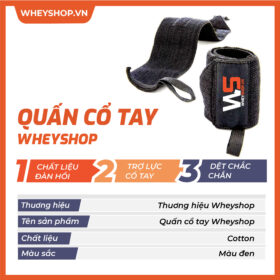 WHEYSHOP.VN
WS
QUẤN CỔ TAY
WHEYSHOP
1 CHẤT LIỆU ĐÀN HỒI
2 TRỢ LỰC CỔ TAY
3 DỆT CHẮC CHẮN
Thương hiệu Thương hiệu Wheyshop
Tên sản phẩm Quấn cổ tay Wheyshop
Chất liệu Cotton
Màu sắc Màu đen